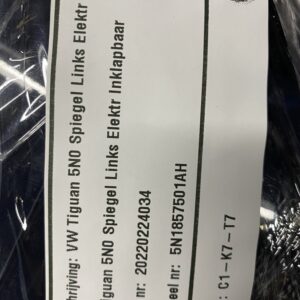 hrijving: VW Tiguan 5N0 Spiegel Links Elektr
iguan 5N0 Spiegel Links Elektr Inklapbaar
nr: 20220224034
eel nr: 5N1857501AH
: C1-K7-T7